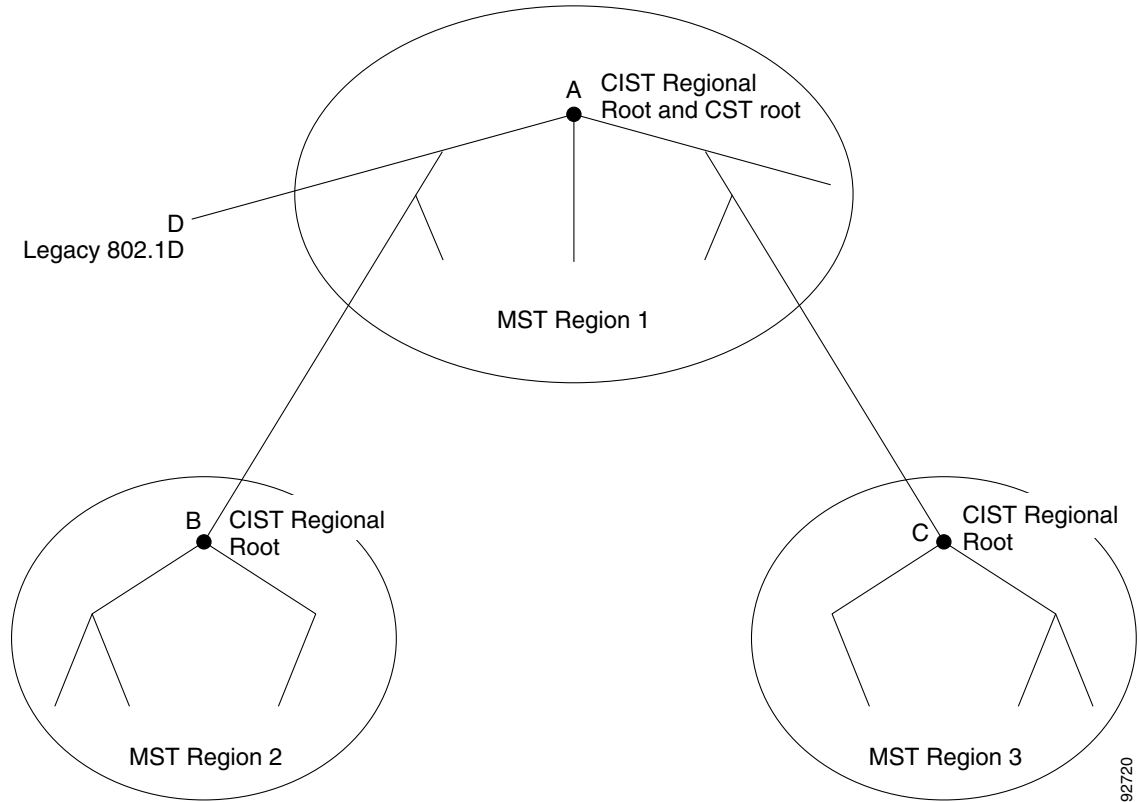 A
CIST Regional
Root and CST root
D
Legacy 802.1D
MST Region 1
B
CIST Regional
Root
C
CIST Regional
Root
MST Region 2
MST Region 3
92720